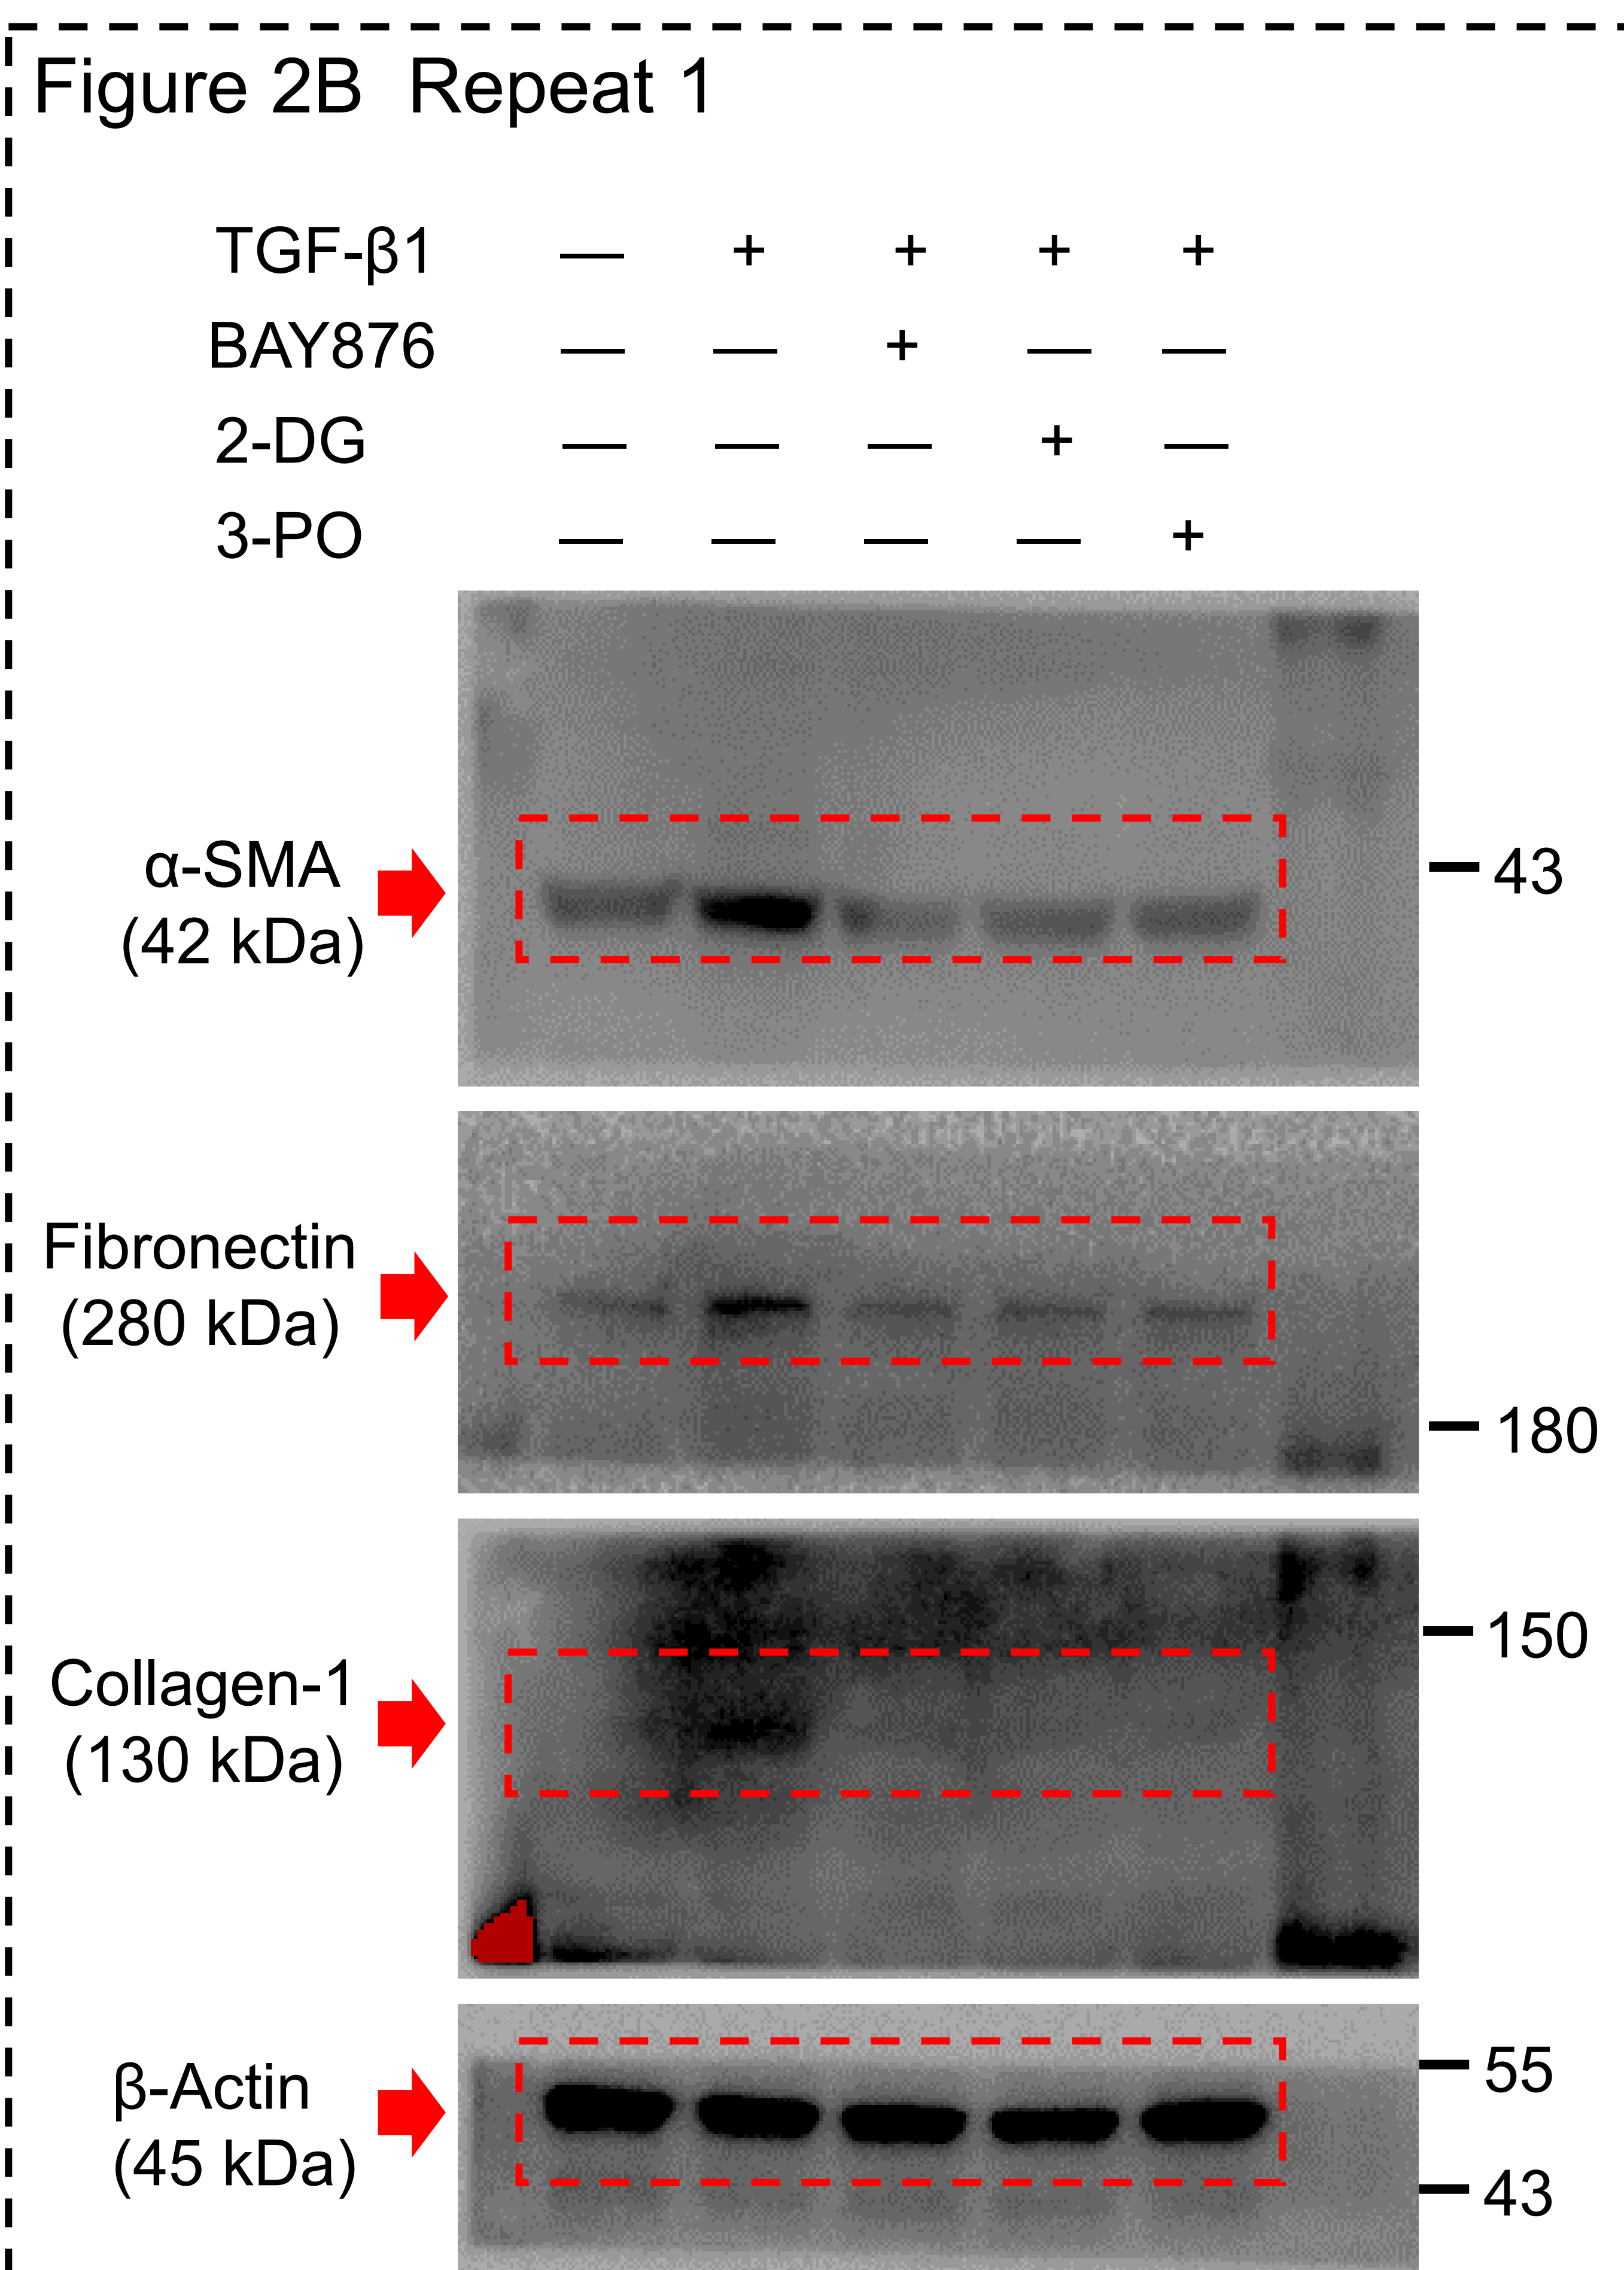 Figure 2B Repeat 1
TGF-β1 — + + + +
BAY876 — — + — —
2-DG — — — + —
3-PO — — — — +
α-SMA
(42 kDa)
43
Fibronectin
(280 kDa)
180
Collagen-1
(130 kDa)
150
β-Actin
(45 kDa)
55
43